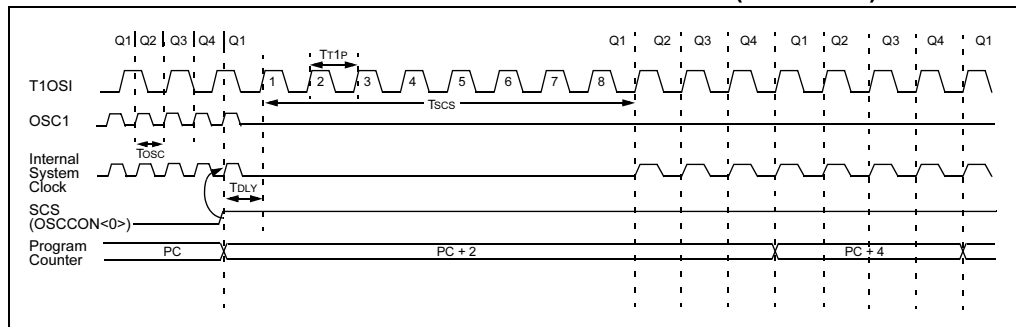 Q1 Q2 Q3 Q4 Q1 Q1 Q2 Q3 Q4 Q1 Q2 Q3 Q4 Q1
TT1P
T1OSI
1 2 3 4 5 6 7 8
TSCS
OSC1
TOSC
Internal
System
Clock
TDLY
SCS
(OSCCON<0>)
Program
Counter
PC PC + 2 PC + 4